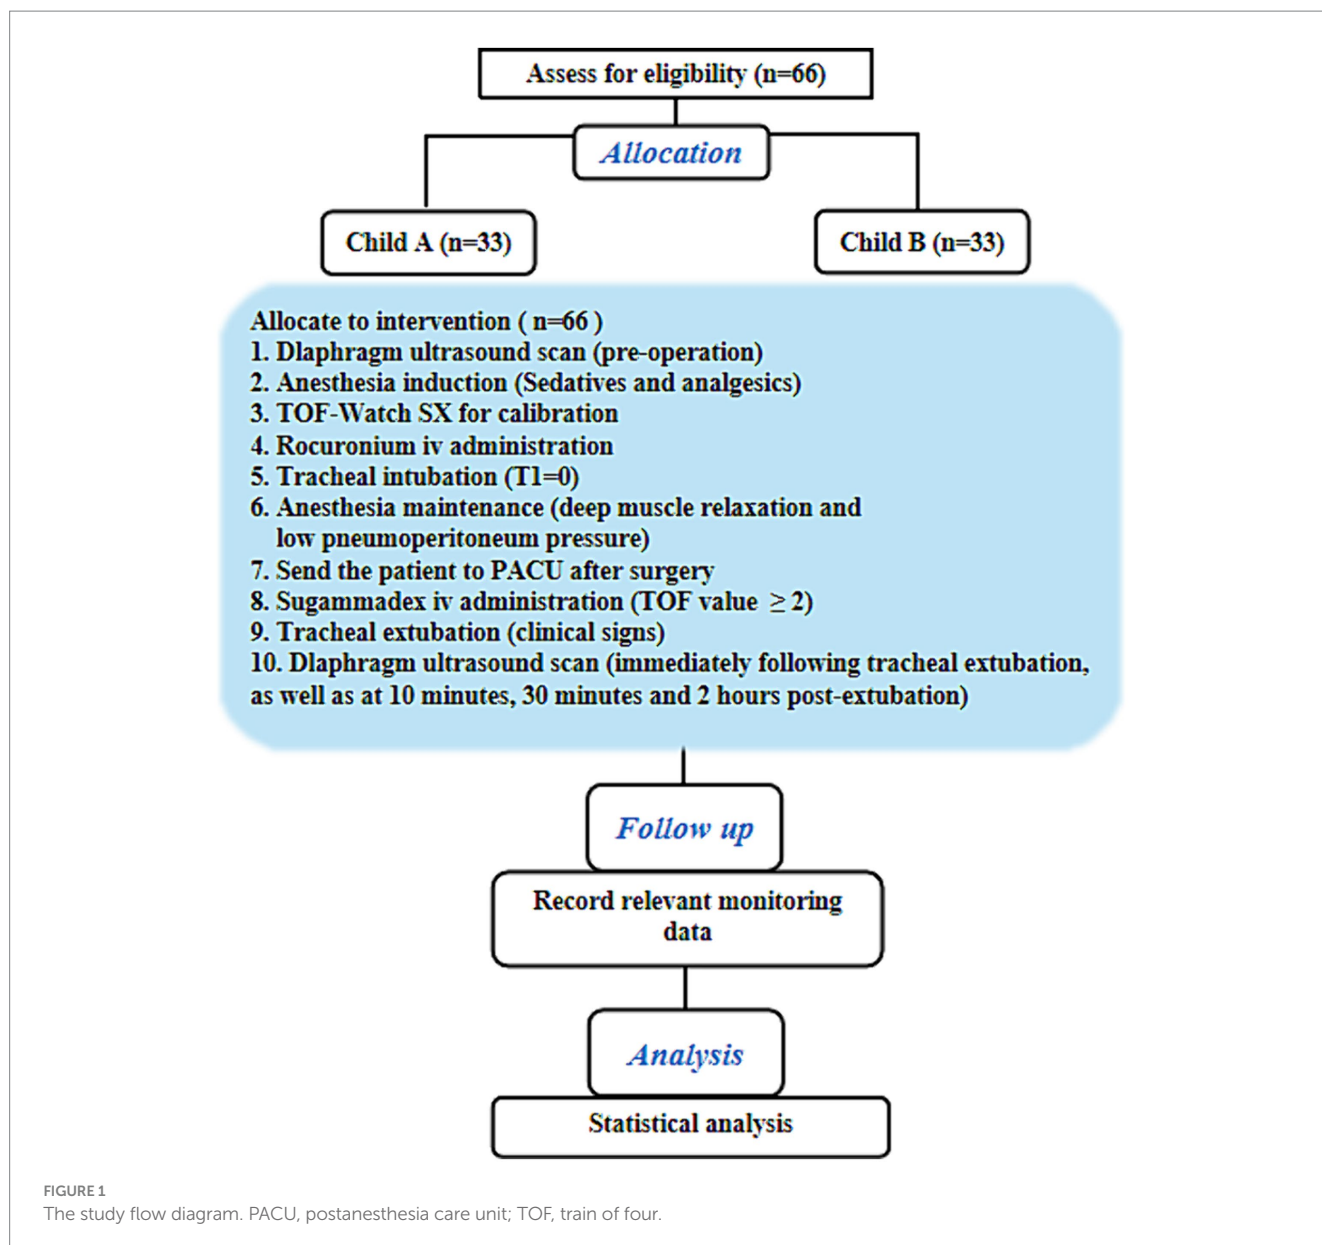 Assess for eligibility (n=66)
Allocation
Child A (n=33)
Child B (n=33)
Allocate to intervention ( n=66 )
1. Dlaphragm ultrasound scan (pre-operation)
2. Anesthesia induction (Sedatives and analgesics)
3. TOF-Watch SX for calibration
4. Rocuronium iv administration
5. Tracheal intubation (T1=0)
6. Anesthesia maintenance (deep muscle relaxation and
low pneumoperitoneum pressure)
7. Send the patient to PACU after surgery
8. Sugammadex iv administration (TOF value ≥ 2)
9. Tracheal extubation (clinical signs)
10. Dlaphragm ultrasound scan (immediately following tracheal extubation,
as well as at 10 minutes, 30 minutes and 2 hours post-extubation)
Follow up
Record relevant monitoring
data
Analysis
Statistical analysis
FIGURE 1
The study flow diagram. PACU, postanesthesia care unit; TOF, train of four.